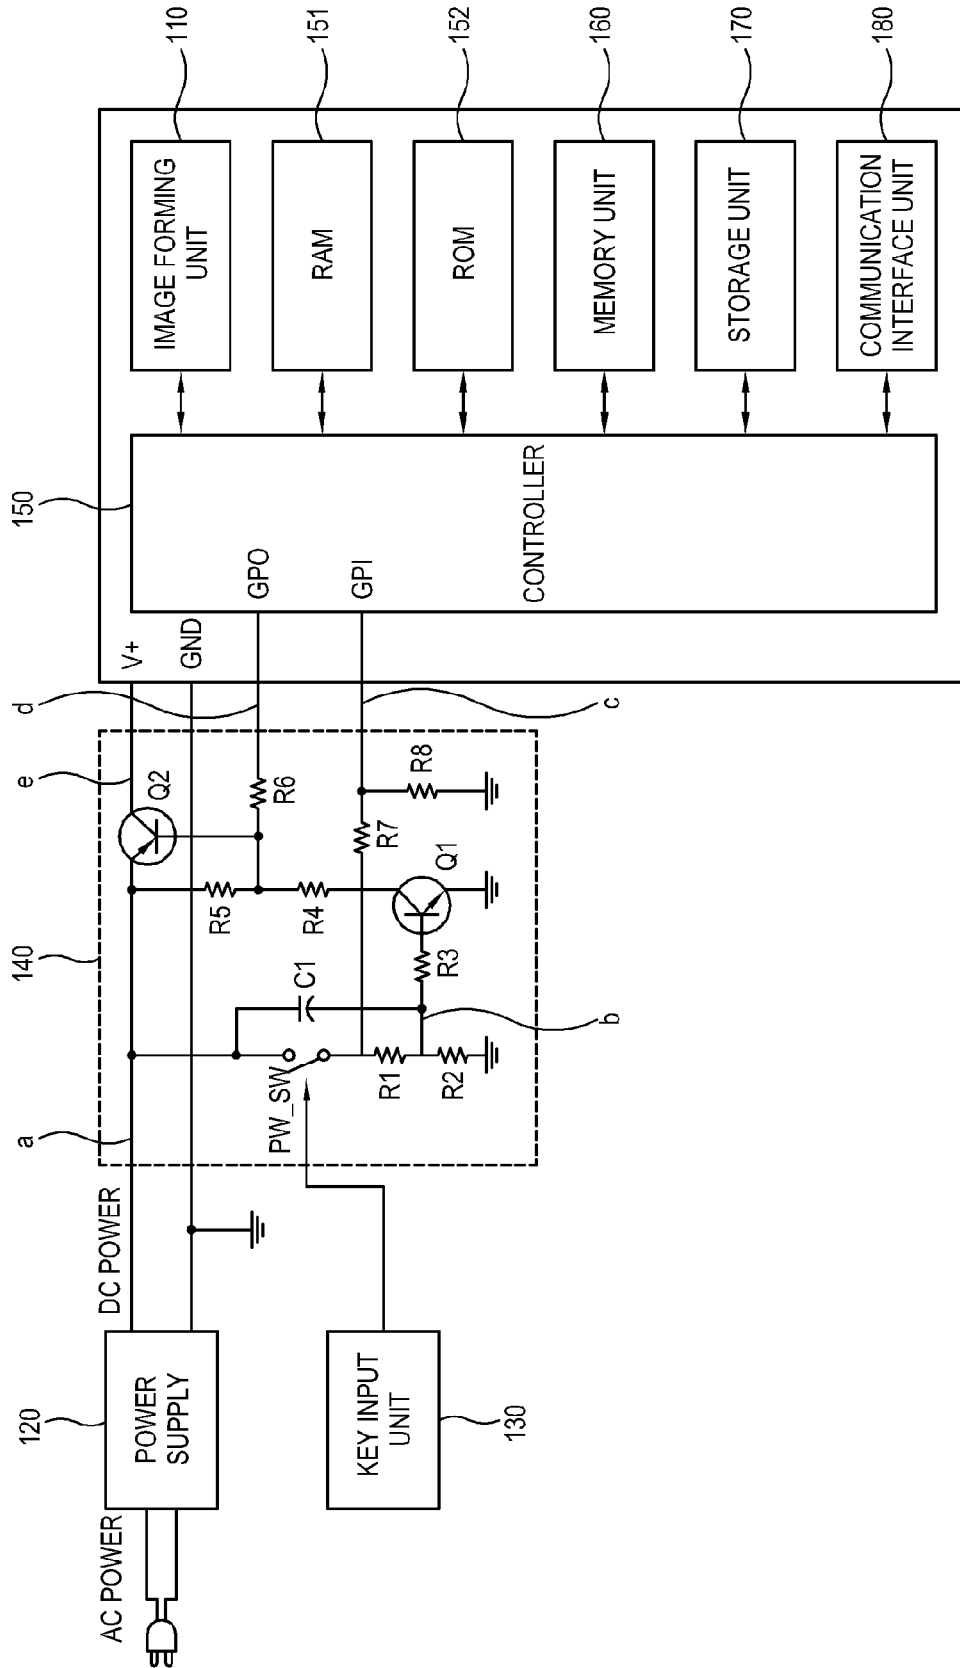 AC POWER
120
POWER
SUPPLY
DC POWER
KEY INPUT
UNIT
130
140
a
PW_SW
C1
R1
R2
b
R3
Q1
R4
R5
R6
R7
R8
Q2
e
d
c
V+
GND
GPO
GPI
150
CONTROLLER
IMAGE FORMING
UNIT
110
RAM
151
ROM
152
MEMORY UNIT
160
STORAGE UNIT
170
COMMUNICATION
INTERFACE UNIT
180